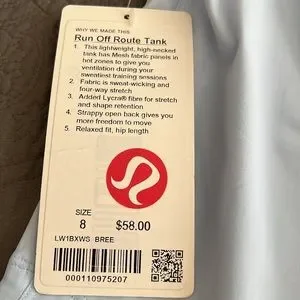 WHY WE MADE THIS
Run Off Route Tank
1. This lightweight, high-necked
tank has Mesh fabric panels in
hot zones to give you
ventilation during your
sweatiest training sessions
2. Fabric is sweat-wicking and
four-way stretch
3. Added Lycra® fibre for stretch
and shape retention
4. Strappy open back gives you
more freedom to move
5. Relaxed fit, hip length
SIZE
8 $58.00
LW1BXWS BREE
000110975207